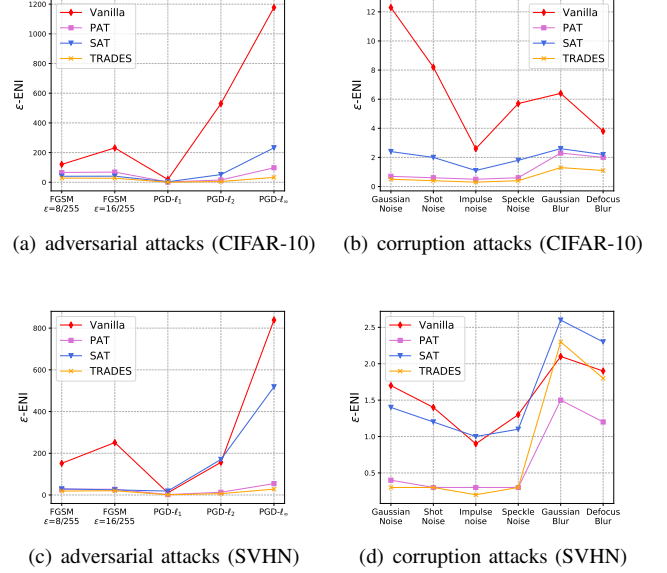 1200
1000
800
600
400
200
0
ε-ENI
Vanilla
PAT
SAT
TRADES
FGSM
ε=8/255
FGSM
ε=16/255
PGD-ℓ₁
PGD-ℓ₂
PGD-ℓ∞
(a) adversarial attacks (CIFAR-10)
12
10
8
6
4
2
0
ε-ENI
Vanilla
PAT
SAT
TRADES
Gaussian
Noise
Shot
Noise
Impulse
noise
Speckle
Noise
Gaussian
Blur
Defocus
Blur
(b) corruption attacks (CIFAR-10)
800
600
400
200
0
ε-ENI
Vanilla
PAT
SAT
TRADES
FGSM
ε=8/255
FGSM
ε=16/255
PGD-ℓ₁
PGD-ℓ₂
PGD-ℓ∞
(c) adversarial attacks (SVHN)
2.5
2.0
1.5
1.0
0.5
ε-ENI
Vanilla
PAT
SAT
TRADES
Gaussian
Noise
Shot
Noise
Impulse
noise
Speckle
Noise
Gaussian
Blur
Defocus
Blur
(d) corruption attacks (SVHN)